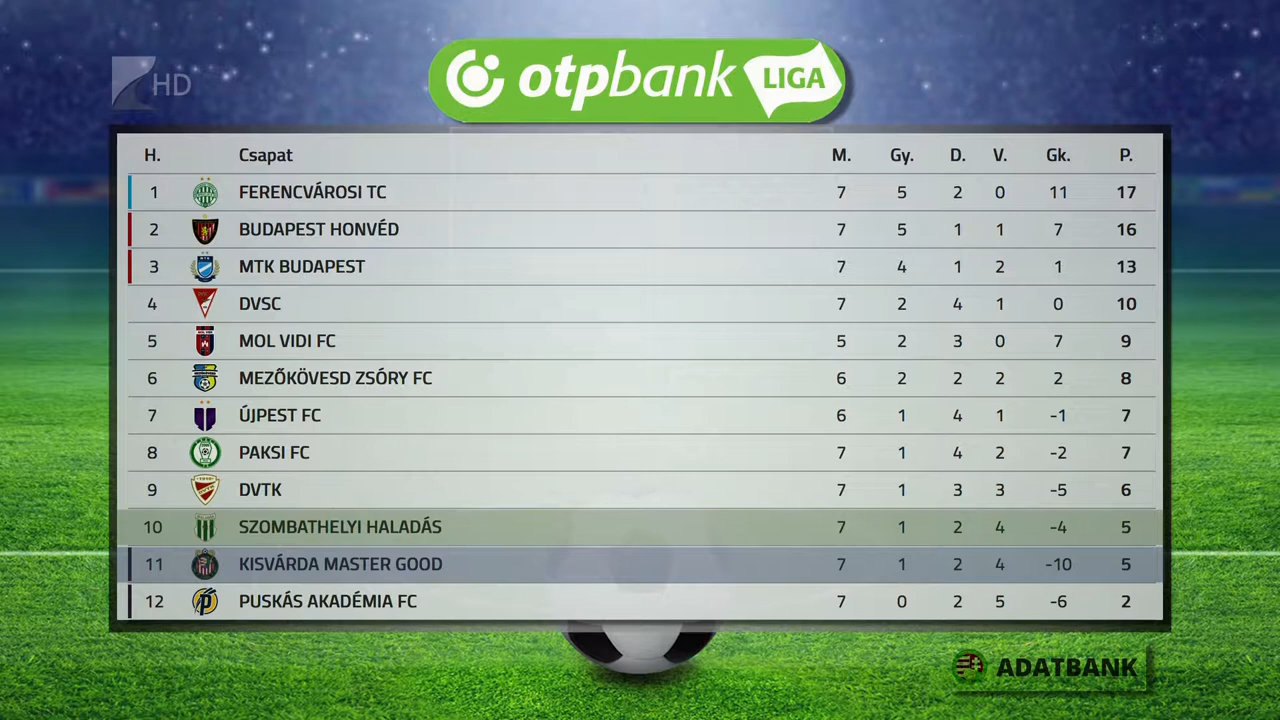 HD
otpbank LIGA
H. Csapat M. Gy. D. V. Gk. P.
1 FERENCVÁROSI TC 7 5 2 0 11 17
2 BUDAPEST HONVÉD 7 5 1 1 7 16
3 MTK BUDAPEST 7 4 1 2 1 13
4 DVSC 7 2 4 1 0 10
5 MOL VIDI FC 5 2 3 0 7 9
6 MEZŐKÖVESD ZSÓRY FC 6 2 2 2 2 8
7 ÚJPEST FC 6 1 4 1 -1 7
8 PAKSI FC 7 1 4 2 -2 7
9 DVTK 7 1 3 3 -5 6
10 SZOMBATHELYI HALADÁS 7 1 2 4 -4 5
11 KISVÁRDA MASTER GOOD 7 1 2 4 -10 5
12 PUSKÁS AKADÉMIA FC 7 0 2 5 -6 2
ADATBANK